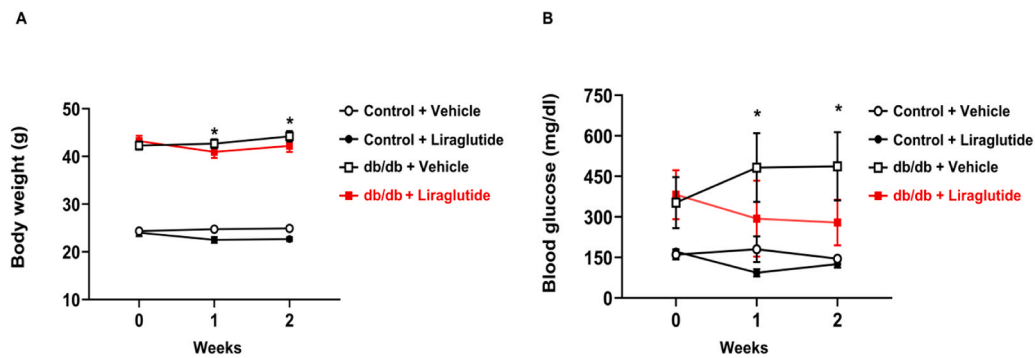 A
Body weight (g)
50
40
30
20
10
*
*
0
1
2
Weeks
Control + Vehicle
Control + Liraglutide
db/db + Vehicle
db/db + Liraglutide
B
Blood glucose (mg/dl)
750
600
450
300
150
0
*
*
0
1
2
Weeks
Control + Vehicle
Control + Liraglutide
db/db + Vehicle
db/db + Liraglutide